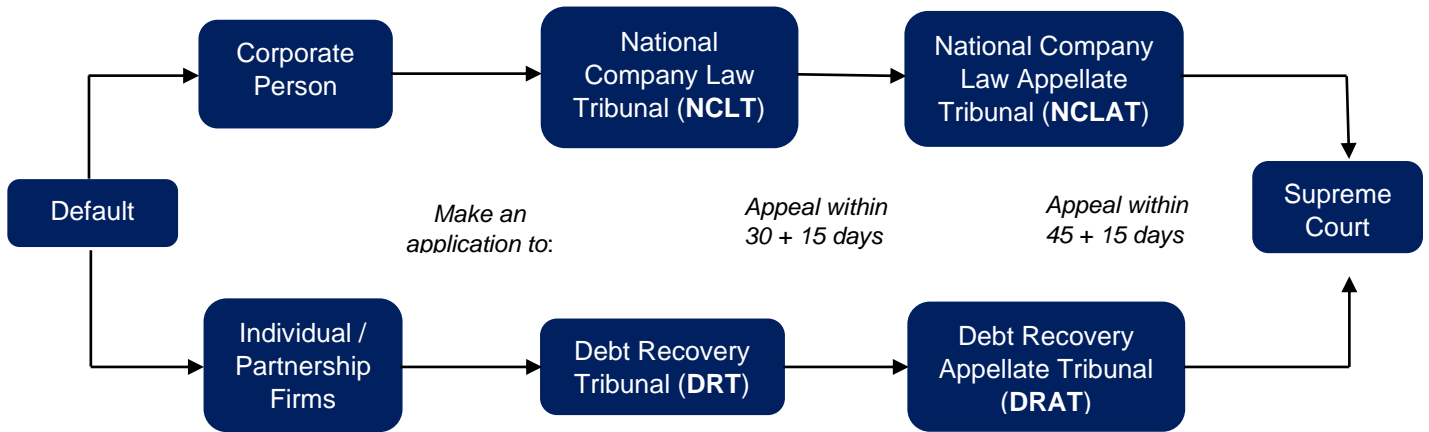 Corporate
Person
National
Company Law
Tribunal (NCLT)
National Company
Law Appellate
Tribunal (NCLAT)
Default
Make an
application to:
Appeal within
30 + 15 days
Appeal within
45 + 15 days
Supreme
Court
Individual /
Partnership
Firms
Debt Recovery
Tribunal (DRT)
Debt Recovery
Appellate Tribunal
(DRAT)